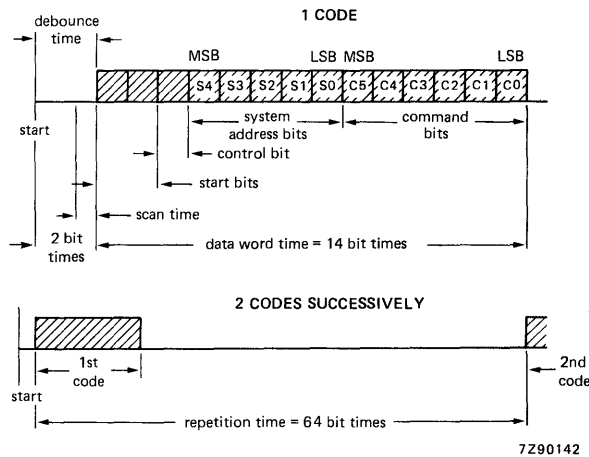 1 CODE
debounce
time
MSB
LSB
MSB
LSB
S4 S3 S2 S1 S0 C5 C4 C3 C2 C1 C0
start
system
address bits
command
bits
control bit
start bits
scan time
2 bit
times
data word time = 14 bit times
2 CODES SUCCESSIVELY
1st
code
2nd
code
start
repetition time = 64 bit times
7Z90142